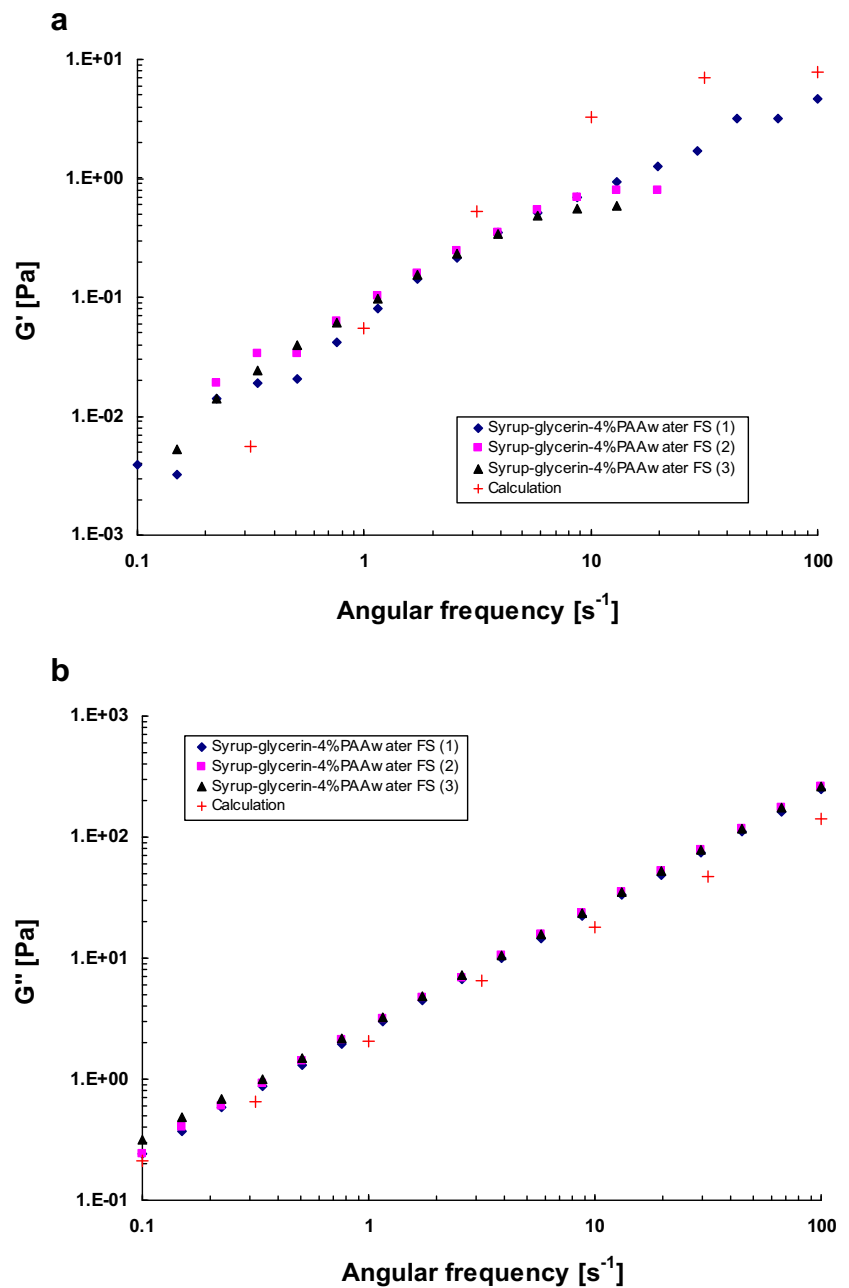 a
1.E+01
1.E+00
1.E-01
1.E-02
1.E-03
G' [Pa]
Syrup-glycerin-4%PAAwater FS (1)
Syrup-glycerin-4%PAAwater FS (2)
Syrup-glycerin-4%PAAwater FS (3)
Calculation
0.1 1 10 100
Angular frequency [s⁻¹]
b
1.E+03
1.E+02
1.E+01
1.E+00
1.E-01
G'' [Pa]
Syrup-glycerin-4%PAAwater FS (1)
Syrup-glycerin-4%PAAwater FS (2)
Syrup-glycerin-4%PAAwater FS (3)
Calculation
0.1 1 10 100
Angular frequency [s⁻¹]